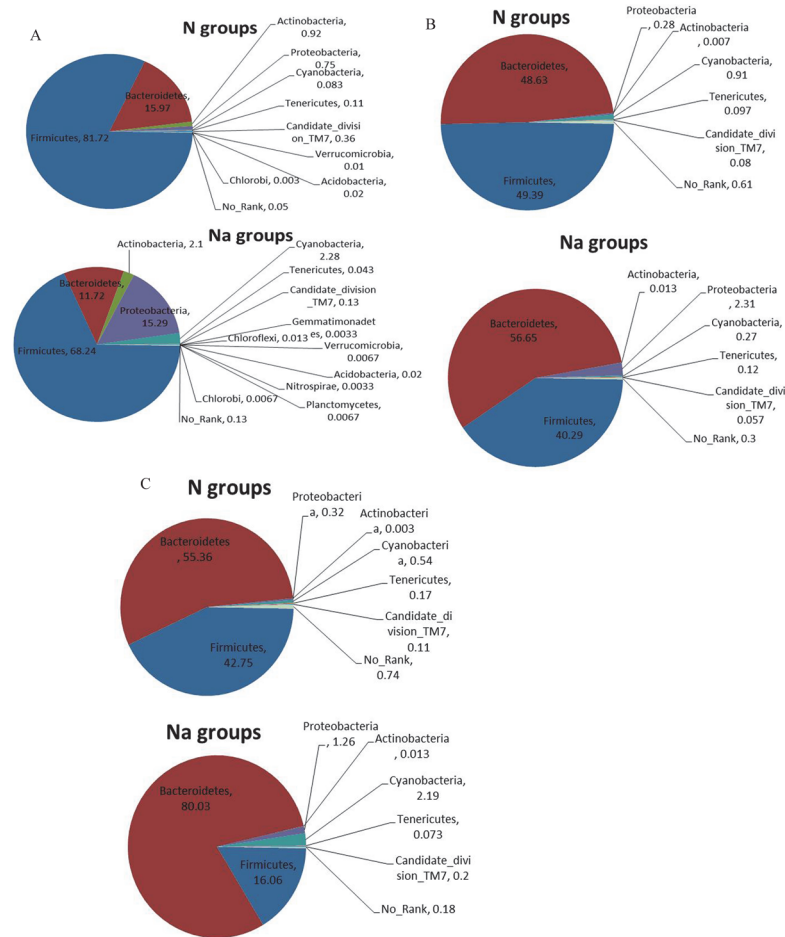 A
N groups
Actinobacteria,
0.92
Proteobacteria,
0.75
Cyanobacteria,
0.083
Tenericutes, 0.11
Candidate_divisi
on_TM7, 0.36
Verrucomicrobia,
0.01
Acidobacteria,
0.02
Chlorobi, 0.003
No_Rank, 0.05
Bacteroidetes,
15.97
Firmicutes, 81.72
Na groups
Actinobacteria, 2.1
Cyanobacteria,
2.28
Tenericutes, 0.043
Candidate_division
_TM7, 0.13
Gemmatimonadet
es, 0.0033
Chloroflexi, 0.013
Verrucomicrobia,
0.0067
Acidobacteria, 0.02
Nitrospirae, 0.0033
Chlorobi, 0.0067
Planctomycetes,
0.0067
No_Rank, 0.13
Bacteroidetes,
11.72
Proteobacteria,
15.29
Firmicutes, 68.24
B
N groups
Proteobacteria
, 0.28
Actinobacteria
, 0.007
Cyanobacteria,
0.91
Tenericutes,
0.097
Candidate_divi
sion_TM7,
0.08
No_Rank, 0.61
Bacteroidetes,
48.63
Firmicutes,
49.39
Na groups
Actinobacteria,
0.013
Proteobacteria,
2.31
Cyanobacteria,
0.27
Tenericutes,
0.12
Candidate_divi
sion_TM7,
0.057
No_Rank, 0.3
Bacteroidetes,
56.65
Firmicutes,
40.29
C
N groups
Proteobacteri
a, 0.32
Actinobacteri
a, 0.003
Cyanobacteri
a, 0.54
Tenericutes,
0.17
Candidate_di
vision_TM7,
0.11
No_Rank,
0.74
Bacteroidetes
, 55.36
Firmicutes,
42.75
Na groups
Proteobacteria
, 1.26
Actinobacteria
, 0.013
Cyanobacteria,
2.19
Tenericutes,
0.073
Candidate_divi
sion_TM7, 0.2
No_Rank, 0.18
Bacteroidetes,
80.03
Firmicutes,
16.06